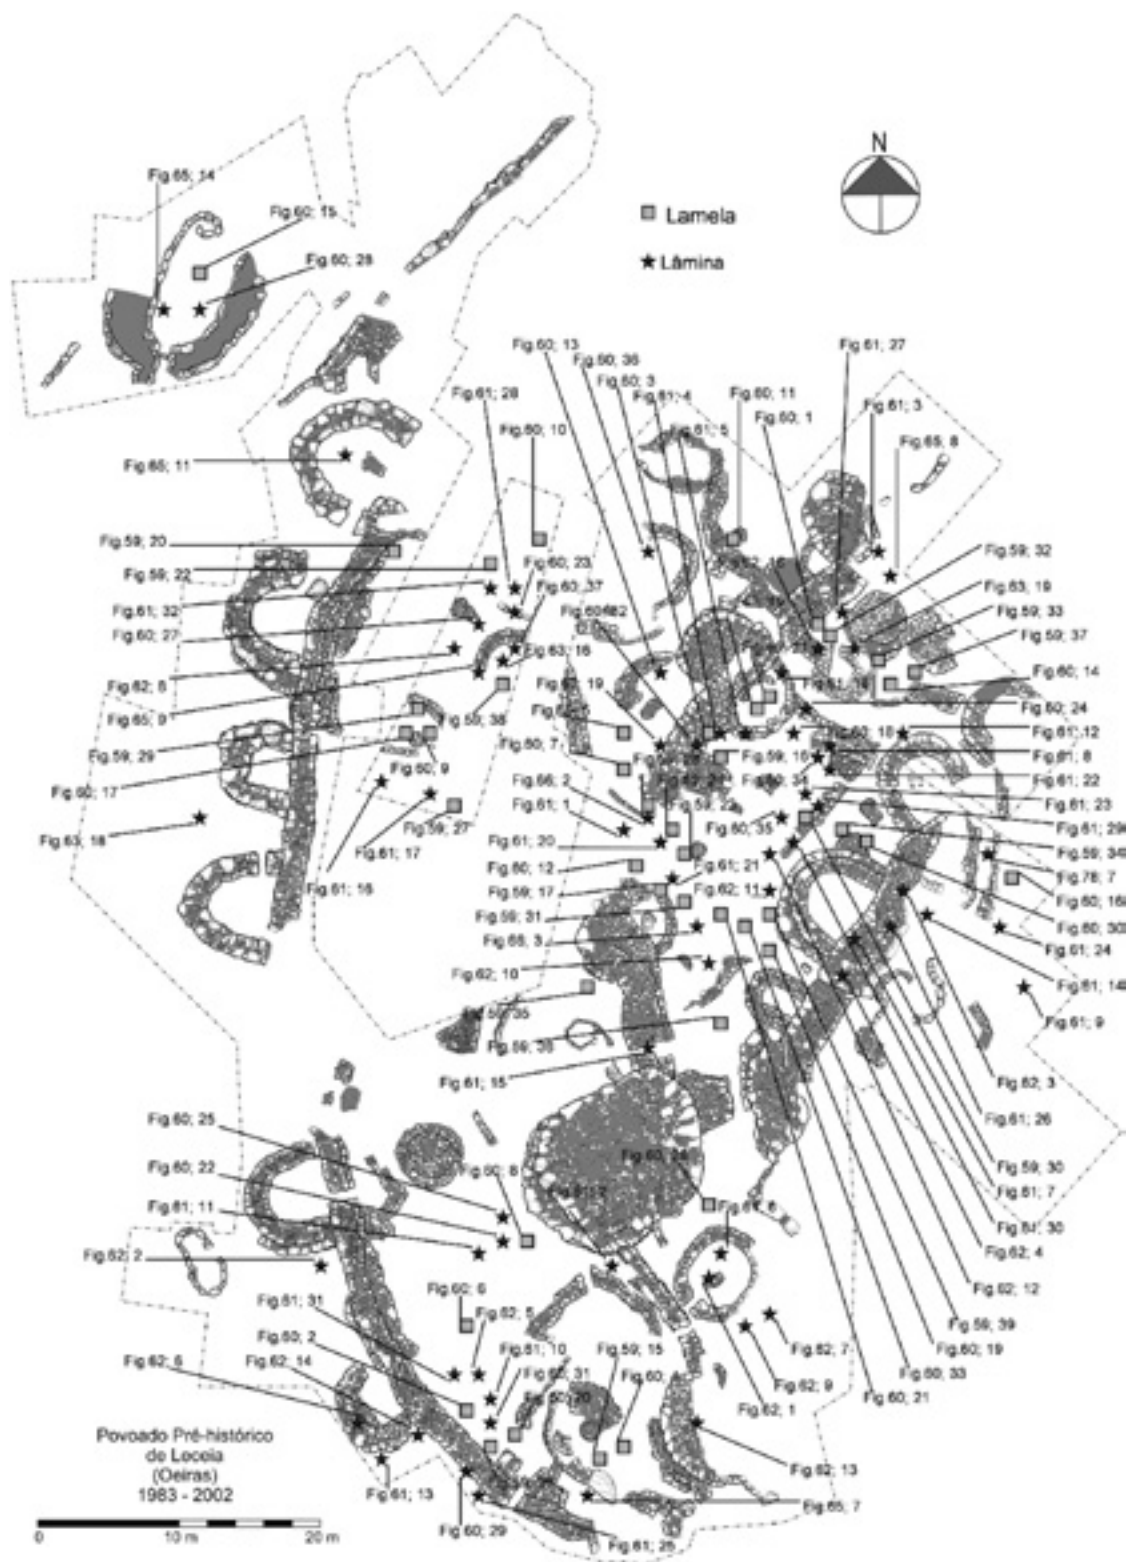 N
Lamela
Lâmina
Fig.65; 14
Fig.60; 15
Fig.60; 28
Fig.60; 13
Fig.60; 36
Fig.60; 3
Fig.61; 4
Fig.61; 5
Fig.60; 11
Fig.60; 1
Fig.61; 27
Fig.61; 3
Fig.65; 8
Fig.61; 28
Fig.60; 10
Fig.65; 11
Fig.59; 20
Fig.59; 22
Fig.61; 32
Fig.60; 27
Fig.60; 23
Fig.60; 37
Fig.63; 16
Fig.59; 32
Fig.63; 19
Fig.59; 33
Fig.59; 37
Fig.60; 14
Fig.60; 24
Fig.65; 9
Fig.59; 38
Fig.59; 29
Fig.60; 17
Fig.60; 9
Fig.60; 7
Fig.66; 2
Fig.61; 1
Fig.59; 16
Fig.61; 12
Fig.61; 8
Fig.61; 22
Fig.61; 23
Fig.59; 27
Fig.63; 18
Fig.61; 17
Fig.61; 16
Fig.61; 20
Fig.60; 12
Fig.59; 17
Fig.59; 31
Fig.62; 10
Fig.61; 21
Fig.62; 11
Fig.60; 35
Fig.78; 7
Fig.61; 24
Fig.61; 9
Fig.61; 15
Fig.62; 3
Fig.61; 26
Fig.59; 30
Fig.61; 7
Fig.62; 4
Fig.62; 12
Fig.59; 39
Fig.60; 19
Fig.60; 33
Fig.60; 21
Fig.60; 25
Fig.60; 22
Fig.61; 11
Fig.60; 8
Fig.62; 2
Fig.61; 31
Fig.60; 2
Fig.60; 6
Fig.62; 5
Fig.62; 6
Fig.62; 14
Fig.61; 10
Fig.59; 15
Fig.62; 7
Fig.62; 9
Fig.62; 1
Fig.62; 13
Fig.65; 7
Fig.61; 25
Fig.60; 29
Fig.61; 13
Povoado Pré-histórico
de Leceia
(Oeiras)
1983 - 2002
0 10 m 20 m